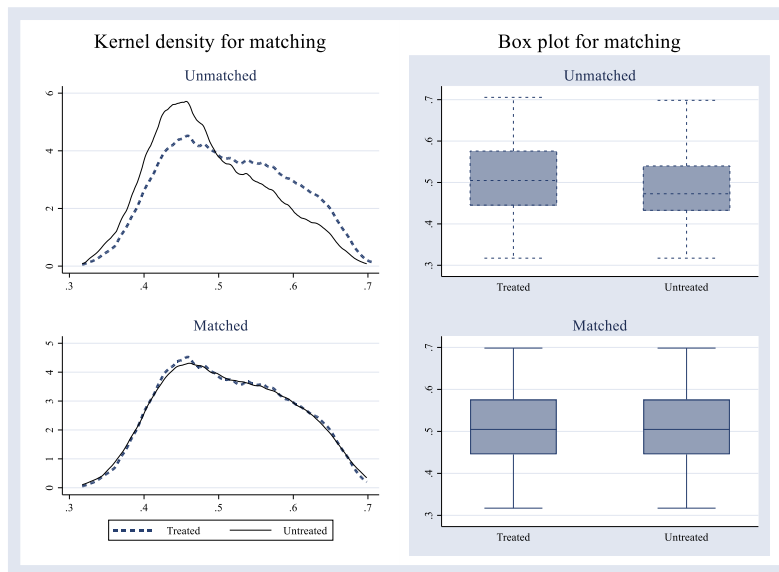 Kernel density for matching
Unmatched
6
4
2
0
.3 .4 .5 .6 .7
Matched
5
4
3
2
1
0
.3 .4 .5 .6 .7
Treated Untreated
Box plot for matching
Unmatched
.7
.6
.5
.4
.3
Treated Untreated
Matched
.7
.6
.5
.4
.3
Treated Untreated